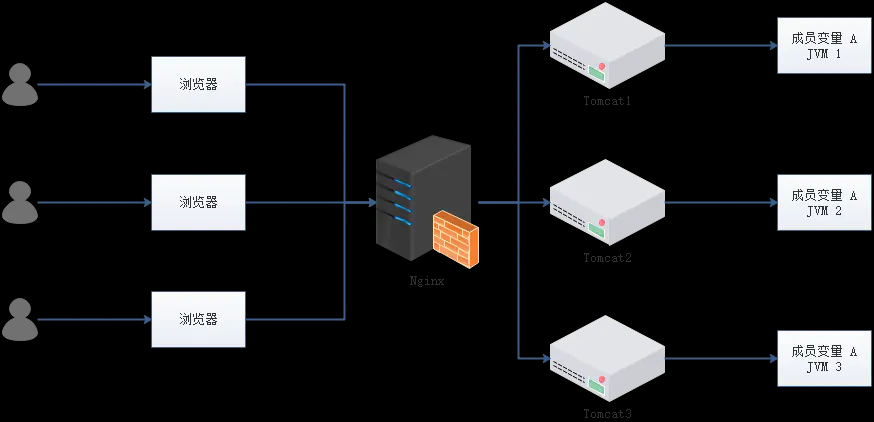 浏览器
浏览器
浏览器
Nginx
Tomcat1
Tomcat2
Tomcat3
成员变量 A
JVM 1
成员变量 A
JVM 2
成员变量 A
JVM 3